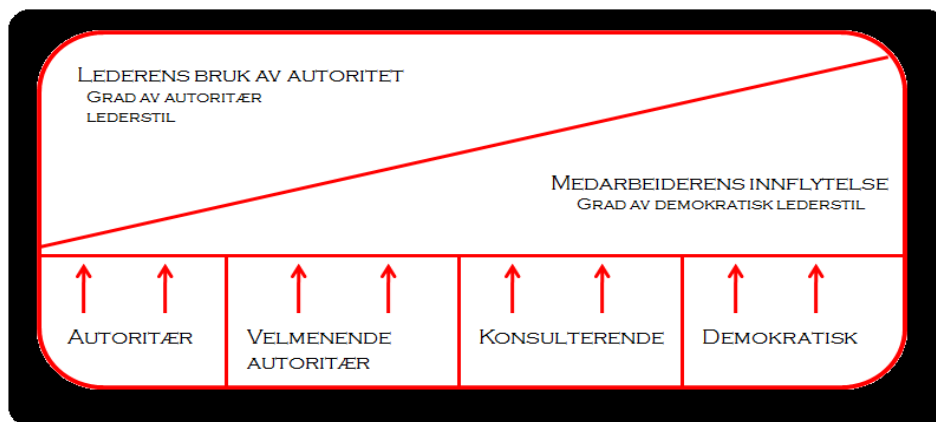 Lederens bruk av autoritet
Grad av autoritær
lederstil
Medarbeiderens innflytelse
Grad av demokratisk lederstil
Autoritær
Velmenende
autoritær
Konsulterende
Demokratisk